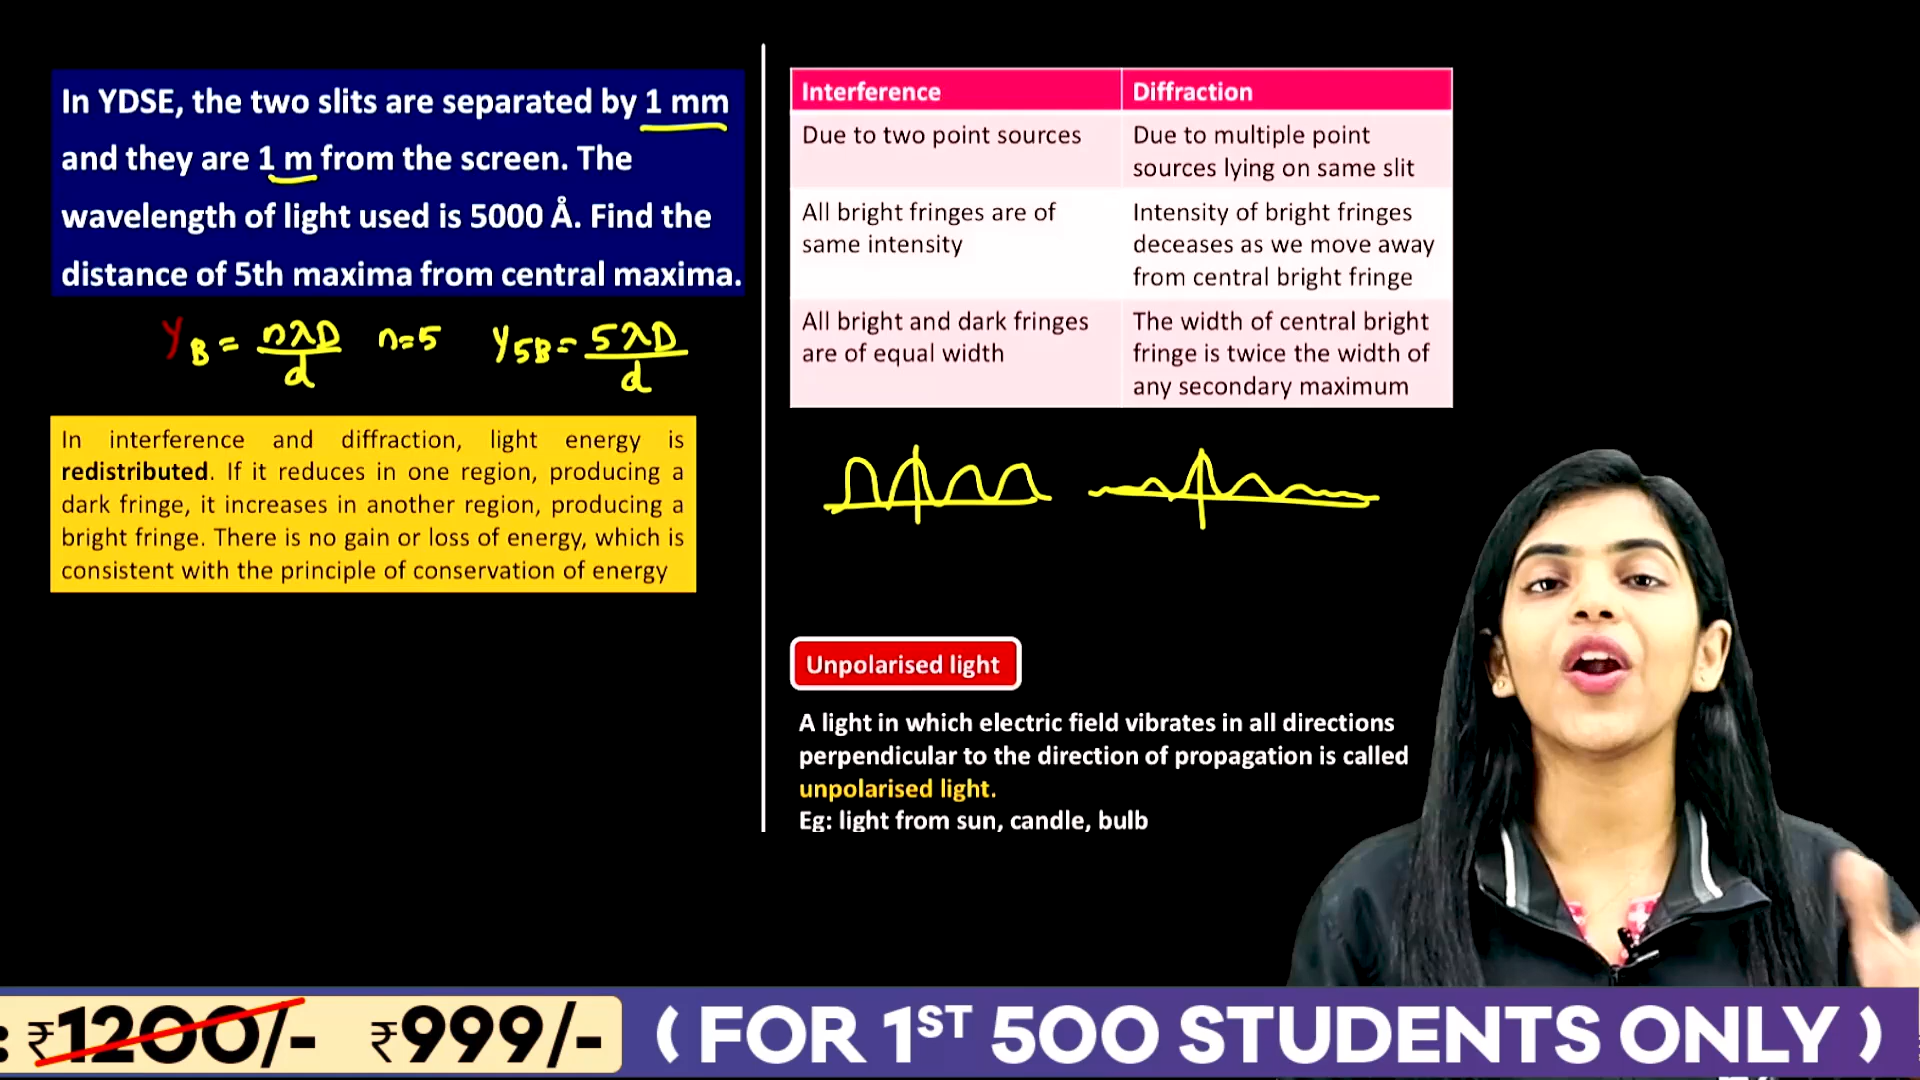 In YDSE, the two slits are separated by 1 mm
and they are 1 m from the screen. The
wavelength of light used is 5000 Å. Find the
distance of 5th maxima from central maxima.
y_B = nλD/d n=5 y_5B = 5λD/d
In interference and diffraction, light energy is
redistributed. If it reduces in one region, producing a
dark fringe, it increases in another region, producing a
bright fringe. There is no gain or loss of energy, which is
consistent with the principle of conservation of energy
Interference Diffraction
Due to two point sources
Due to multiple point
sources lying on same slit
All bright fringes are of
same intensity
Intensity of bright fringes
deceases as we move away
from central bright fringe
All bright and dark fringes
are of equal width
The width of central bright
fringe is twice the width of
any secondary maximum
Unpolarised light
A light in which electric field vibrates in all directions
perpendicular to the direction of propagation is called
unpolarised light.
Eg: light from sun, candle, bulb
: ₹1200/- ₹999/- ( FOR 1ST 500 STUDENTS ONLY )